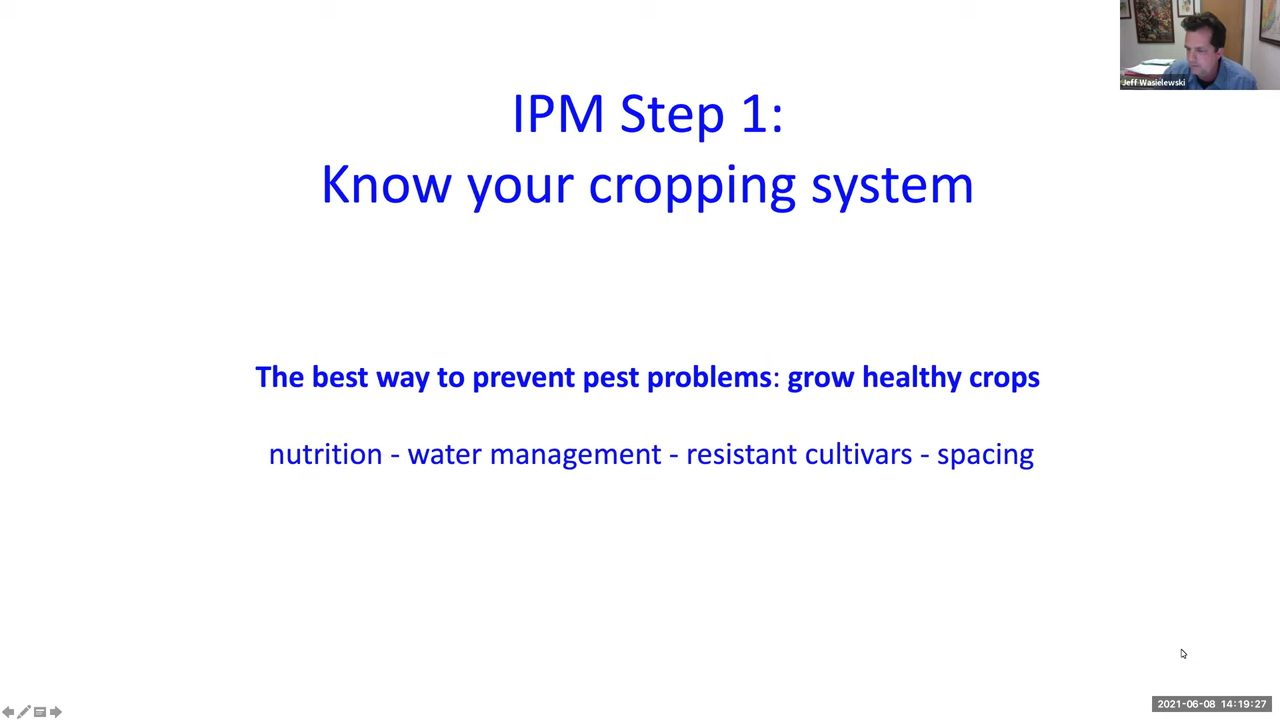 Jeff Wasielewski
IPM Step 1:
Know your cropping system
The best way to prevent pest problems: grow healthy crops
nutrition - water management - resistant cultivars - spacing
2021-06-08 14:19:27